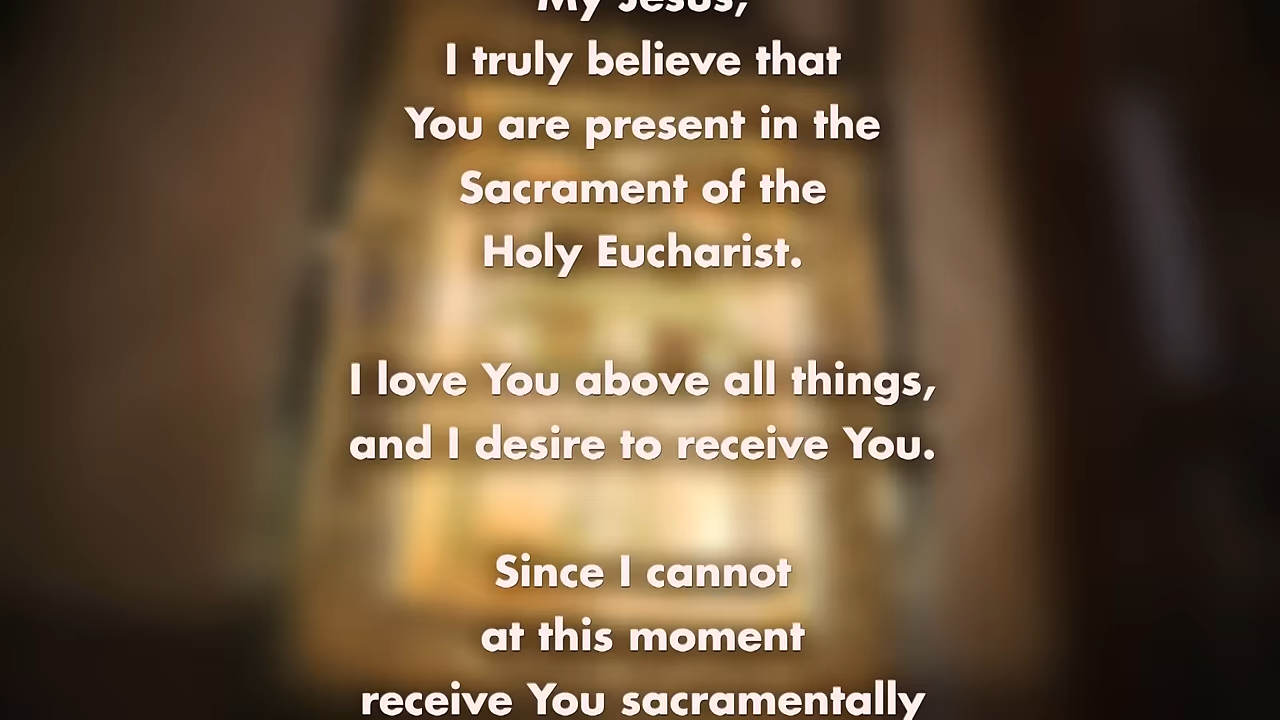 My Jesus,
I truly believe that
You are present in the
Sacrament of the
Holy Eucharist.
I love You above all things,
and I desire to receive You.
Since I cannot
at this moment
receive You sacramentally